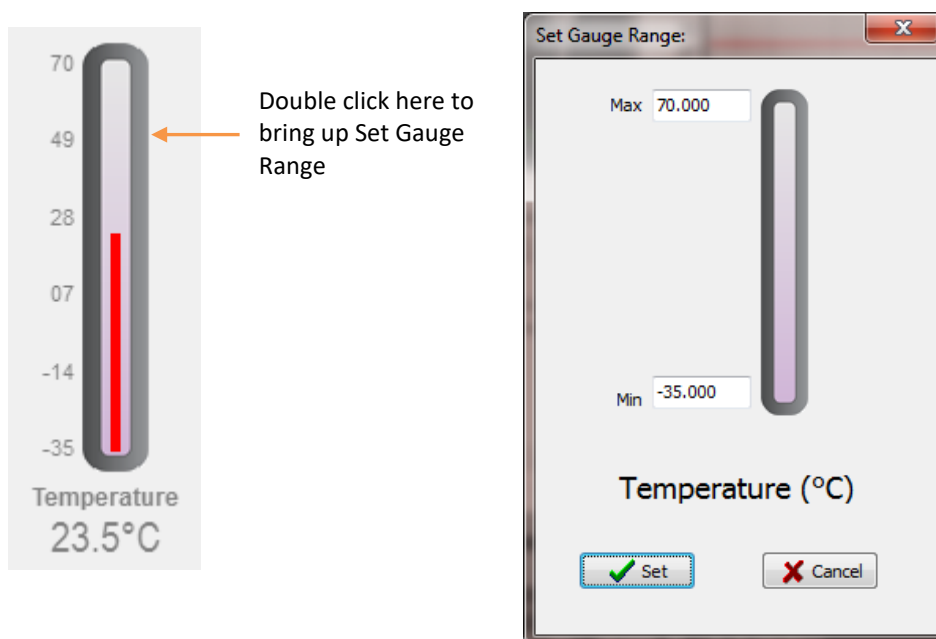 70
49
28
07
-14
-35
Temperature
23.5°C
Double click here to
bring up Set Gauge
Range
Set Gauge Range:
Max 70.000
Min -35.000
Temperature (°C)
Set
Cancel